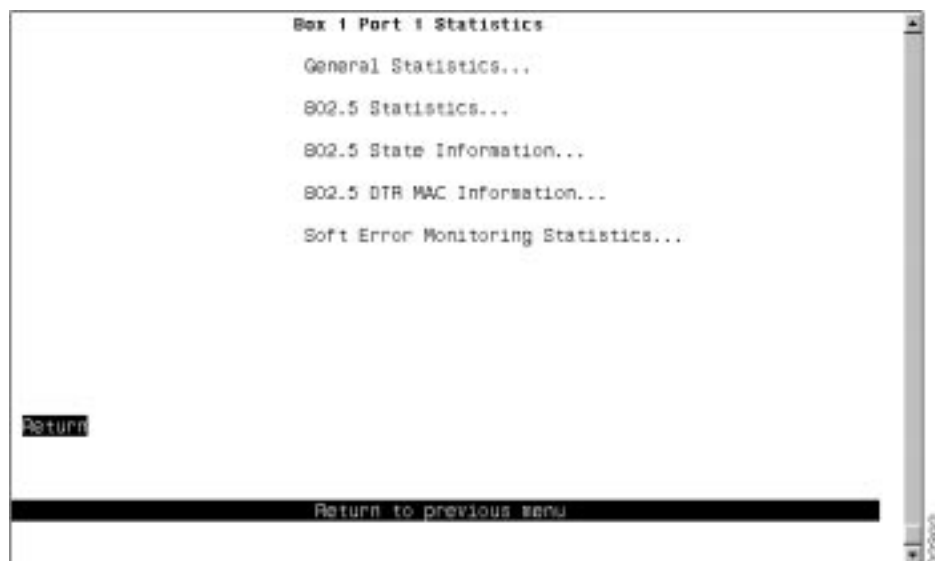 Box 1 Port 1 Statistics
General Statistics...
802.5 Statistics...
802.5 State Information...
802.5 DTR MAC Information...
Soft Error Monitoring Statistics...
Return
Return to previous menu